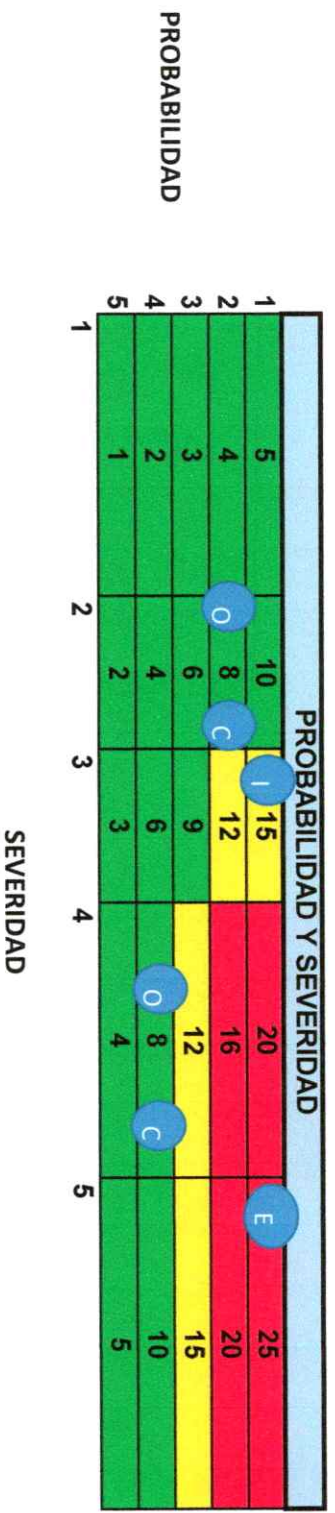 PROBABILIDAD Y SEVERIDAD
1 5 10 I 15 20 E 25
2 4 O 8 C 12 16 20
PROBABILIDAD
3 3 6 9 12 15
4 2 4 6 O 8 C 10
5 1 2 3 4 5
1 2 3 4 5
SEVERIDAD